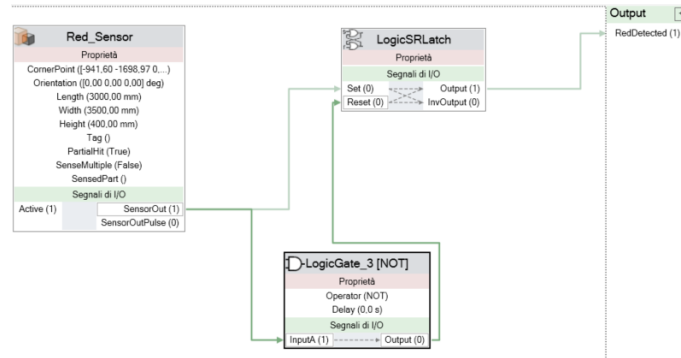 Red_Sensor
Proprietà
CornerPoint ([-941,60 -1698,97 0,...)
Orientation ([0,00 0,00 0,00] deg)
Length (3000,00 mm)
Width (3500,00 mm)
Height (400,00 mm)
Tag ()
PartialHit (True)
SenseMultiple (False)
SensedPart ()
Segnali di I/O
Active (1) SensorOut (1)
SensorOutPulse (0)
LogicSRLatch
Proprietà
Segnali di I/O
Set (0) Output (1)
Reset (0) InvOutput (0)
LogicGate_3 [NOT]
Proprietà
Operator (NOT)
Delay (0,0 s)
Segnali di I/O
InputA (1) Output (0)
Output
RedDetected (1)